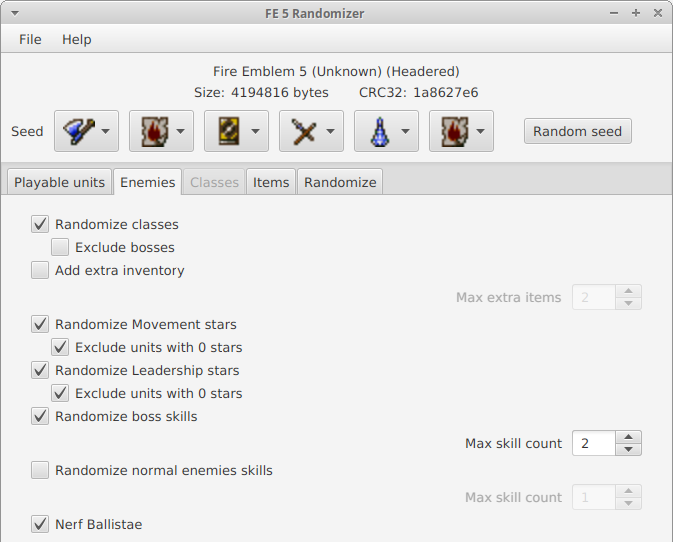 FE 5 Randomizer
File Help
Fire Emblem 5 (Unknown) (Headered)
Size: 4194816 bytes CRC32: 1a8627e6
Seed Random seed
Playable units Enemies Classes Items Randomize
Randomize classes
Exclude bosses
Add extra inventory
Max extra items 2
Randomize Movement stars
Exclude units with 0 stars
Randomize Leadership stars
Exclude units with 0 stars
Randomize boss skills
Max skill count 2
Randomize normal enemies skills
Max skill count 1
Nerf Ballistae